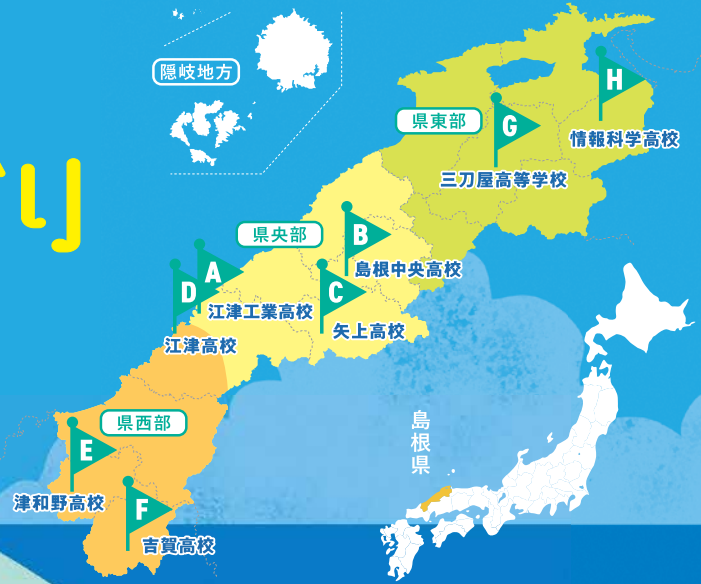 り
隠岐地方
県東部
H
情報科学高校
G
三刀屋高等学校
県央部
B
島根中央高校
A
江津工業高校
C
矢上高校
D
江津高校
県西部
E
津和野高校
F
吉賀高校
島根県